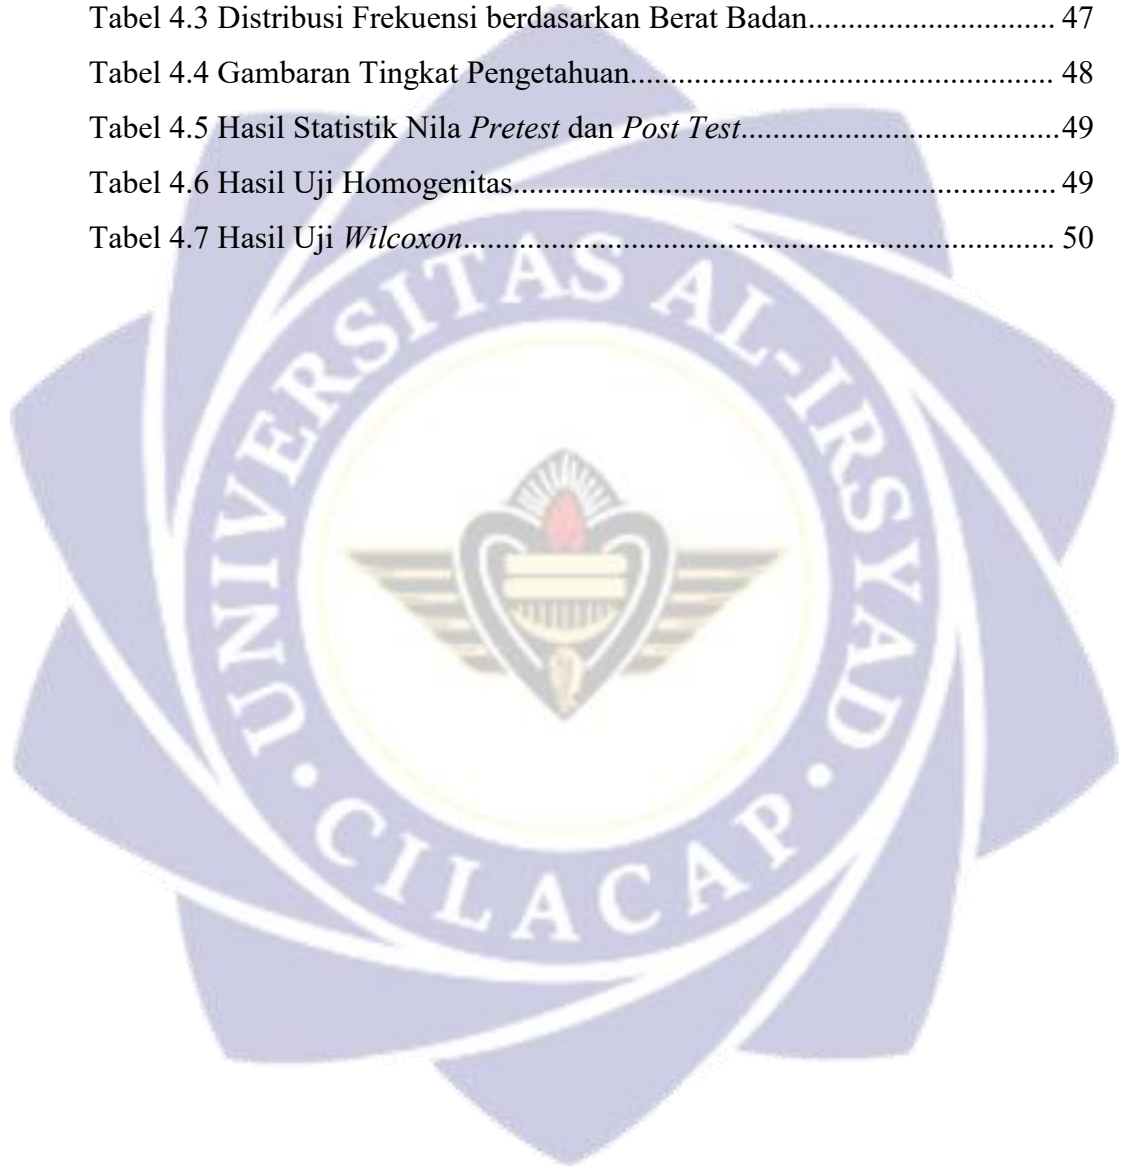 Tabel 4.3 Distribusi Frekuensi berdasarkan Berat Badan............................... 47
Tabel 4.4 Gambaran Tingkat Pengetahuan..................................................... 48
Tabel 4.5 Hasil Statistik Nila Pretest dan Post Test........................................49
Tabel 4.6 Hasil Uji Homogenitas.................................................................... 49
Tabel 4.7 Hasil Uji Wilcoxon.......................................................................... 50
UNIVERSITAS AL-IRSYAD
• CILACAP •